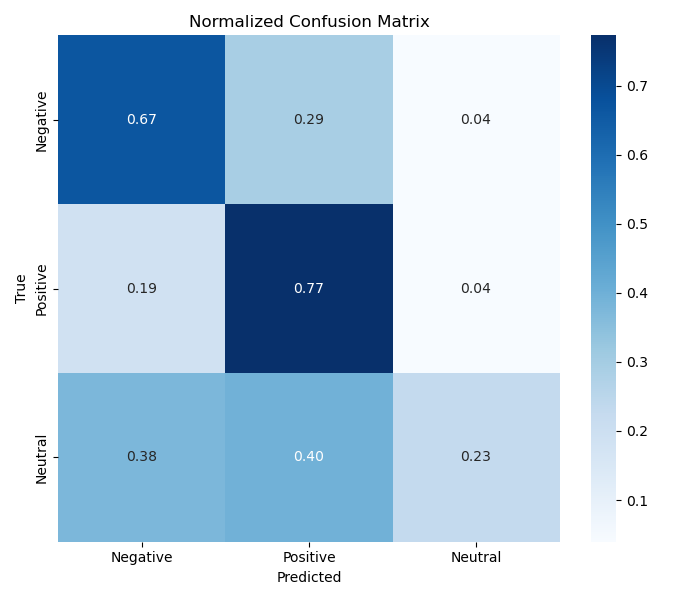 Normalized Confusion Matrix
True
Negative
0.67 0.29 0.04
Positive
0.19 0.77 0.04
Neutral
0.38 0.40 0.23
Negative Positive Neutral
Predicted
0.7
0.6
0.5
0.4
0.3
0.2
0.1